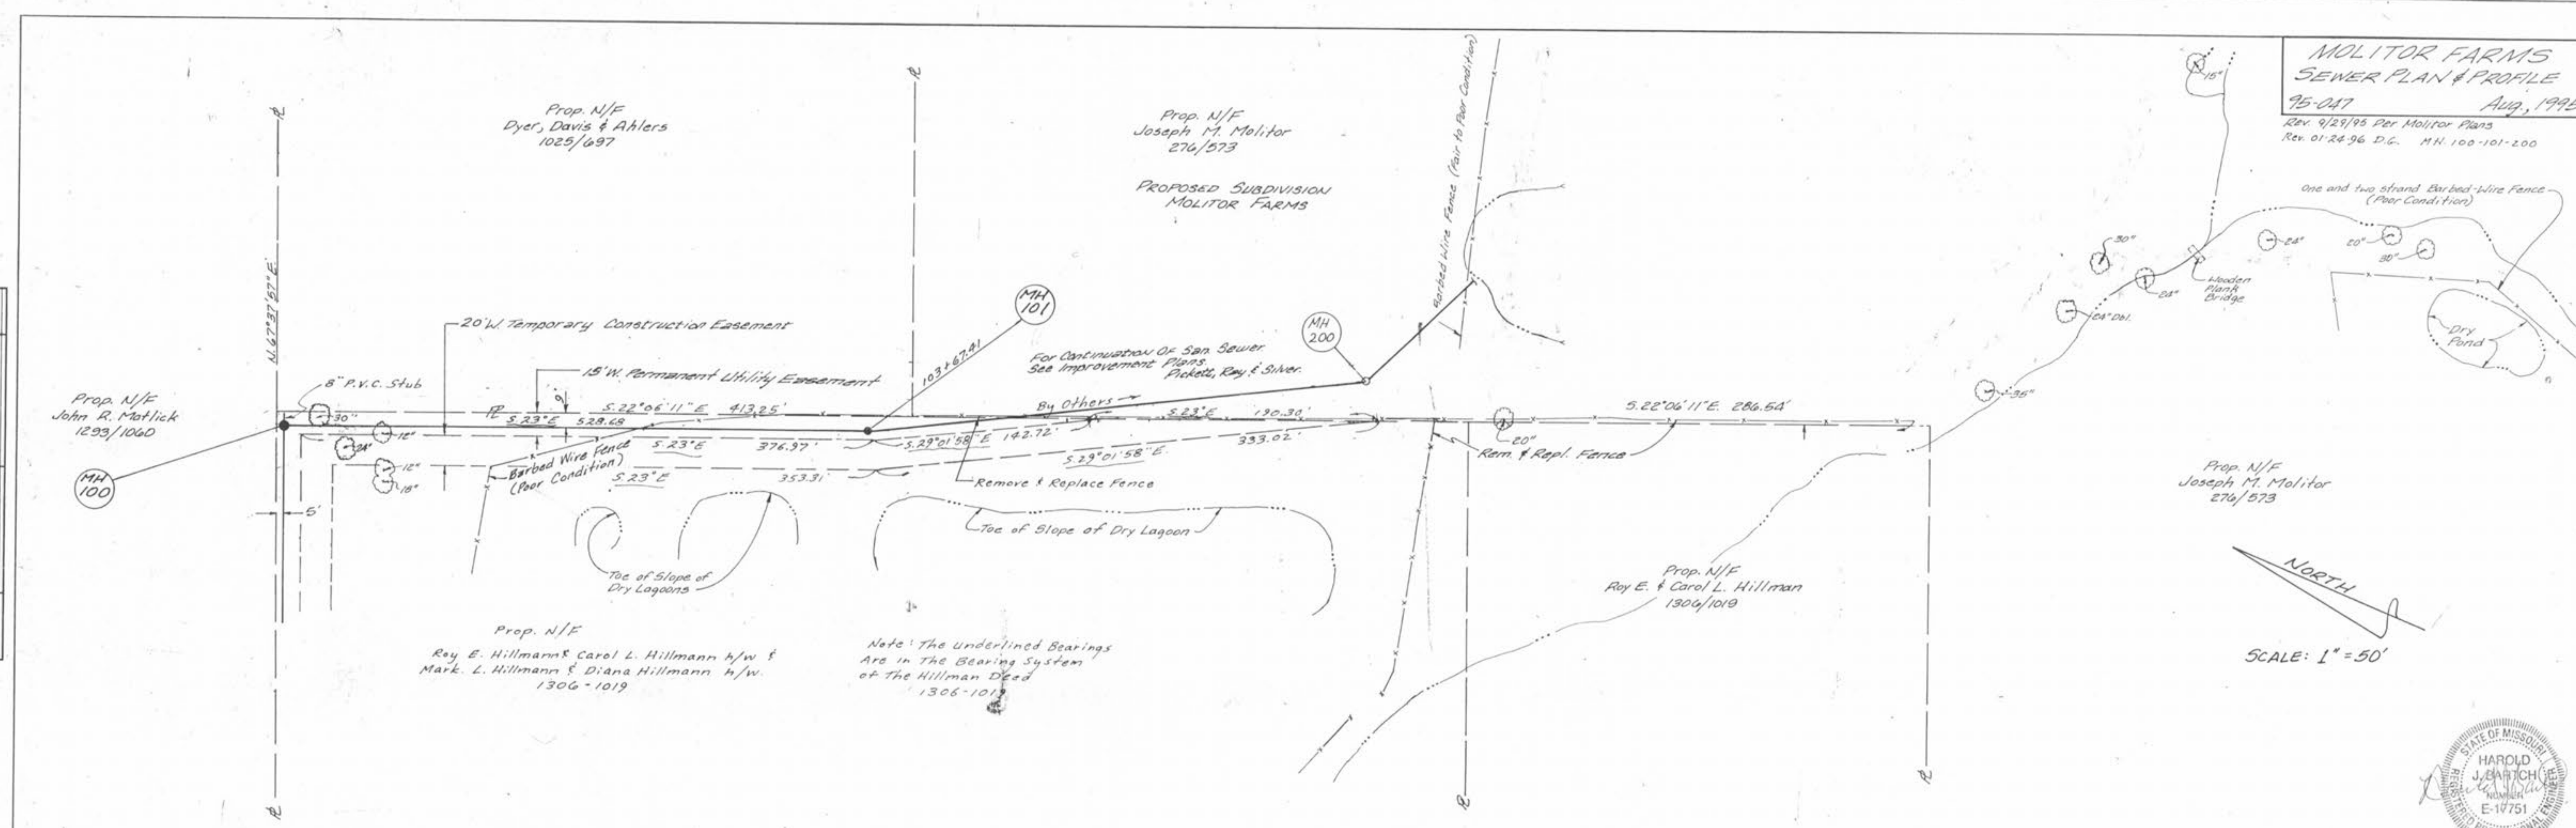 MOLITOR FARMS
SEWER PLAN & PROFILE
95-047 Aug., 1995
Rev. 9/29/95 Per Molitor Plans
Rev. 01-24-96 D.G. MH. 100-101-200
Prop. N/F
Dyer, Davis & Ahlers
1025/697
Prop. N/F
Joseph M. Molitor
276/573
PROPOSED SUBDIVISION
MOLITOR FARMS
Barbed Wire Fence (Fair to Poor Condition)
15"
One and two strand Barbed-Wire Fence
(Poor Condition)
30"
24"
20"
30"
24"
Wooden
Plank
Bridge
24" Dbl.
Dry
Pond
36"
N.67°37'57"E.
20' W. Temporary Construction Easement
15' W. Permanent Utility Easement
8" P.V.C. Stub
MH
101
103+67.41
MH
200
For Continuation Of San. Sewer
See Improvement Plans.
Pickett, Ray & Silver.
By Others
Prop. N/F
John R. Matlick
1293/1060
MH
100
30"
9'
S.22°06'11"E 413.25'
S.23°E 528.68
S.23°E 190.30'
S.22°06'11"E. 286.54'
12"
24"
12"
18"
S.23°E 376.97'
S.29°01'58"E 142.72'
333.02'
S.29°01'58"E.
S.23°E 353.31'
Barbed Wire Fence
(Poor Condition)
Remove & Replace Fence
20"
Rem. & Repl. Fence
5'
Toe of Slope of Dry Lagoon
Toe of Slope of
Dry Lagoons
Prop. N/F
Joseph M. Molitor
276/573
Prop. N/F
Roy E. & Carol L. Hillman
1306/1019
NORTH
SCALE: 1" = 50'
Prop. N/F
Roy E. Hillmann & Carol L. Hillmann h/w &
Mark. L. Hillmann & Diana Hillmann h/w.
1306-1019
Note: The underlined Bearings
Are in The Bearing System
of The Hillman Deed
1306-1019
STATE OF MISSOURI
HAROLD
J. BARTCH
NUMBER
E-17751
REGISTERED PROFESSIONAL ENGINEER